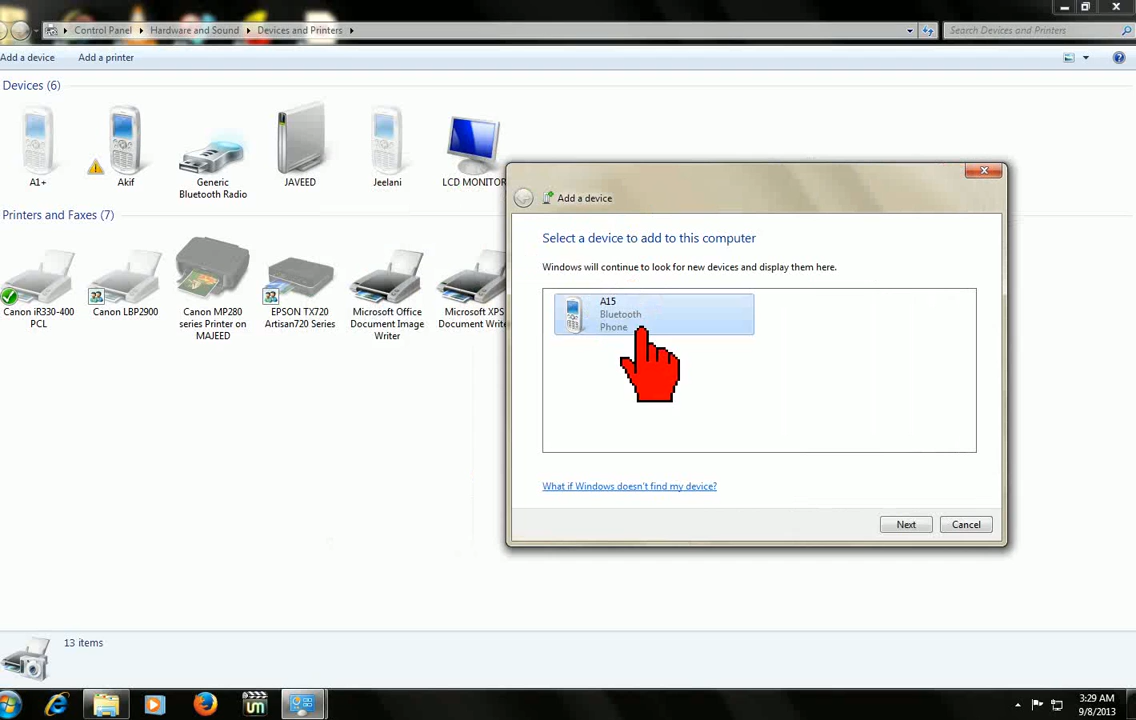 Control Panel
Hardware and Sound
Devices and Printers
Search Devices and Printers
Add a device
Add a printer
Devices (6)
A1+
Akif
Generic
Bluetooth Radio
JAVEED
Jeelani
LCD MONITOR
Printers and Faxes (7)
Canon iR330-400
PCL
Canon LBP2900
Canon MP280
series Printer on
MAJEED
EPSON TX720
Artisan720 Series
Microsoft Office
Document Image
Writer
Microsoft XPS
Document Write
Add a device
Select a device to add to this computer
Windows will continue to look for new devices and display them here.
A15
Bluetooth
Phone
What if Windows doesn't find my device?
Next
Cancel
13 items
um
3:29 AM
9/8/2013